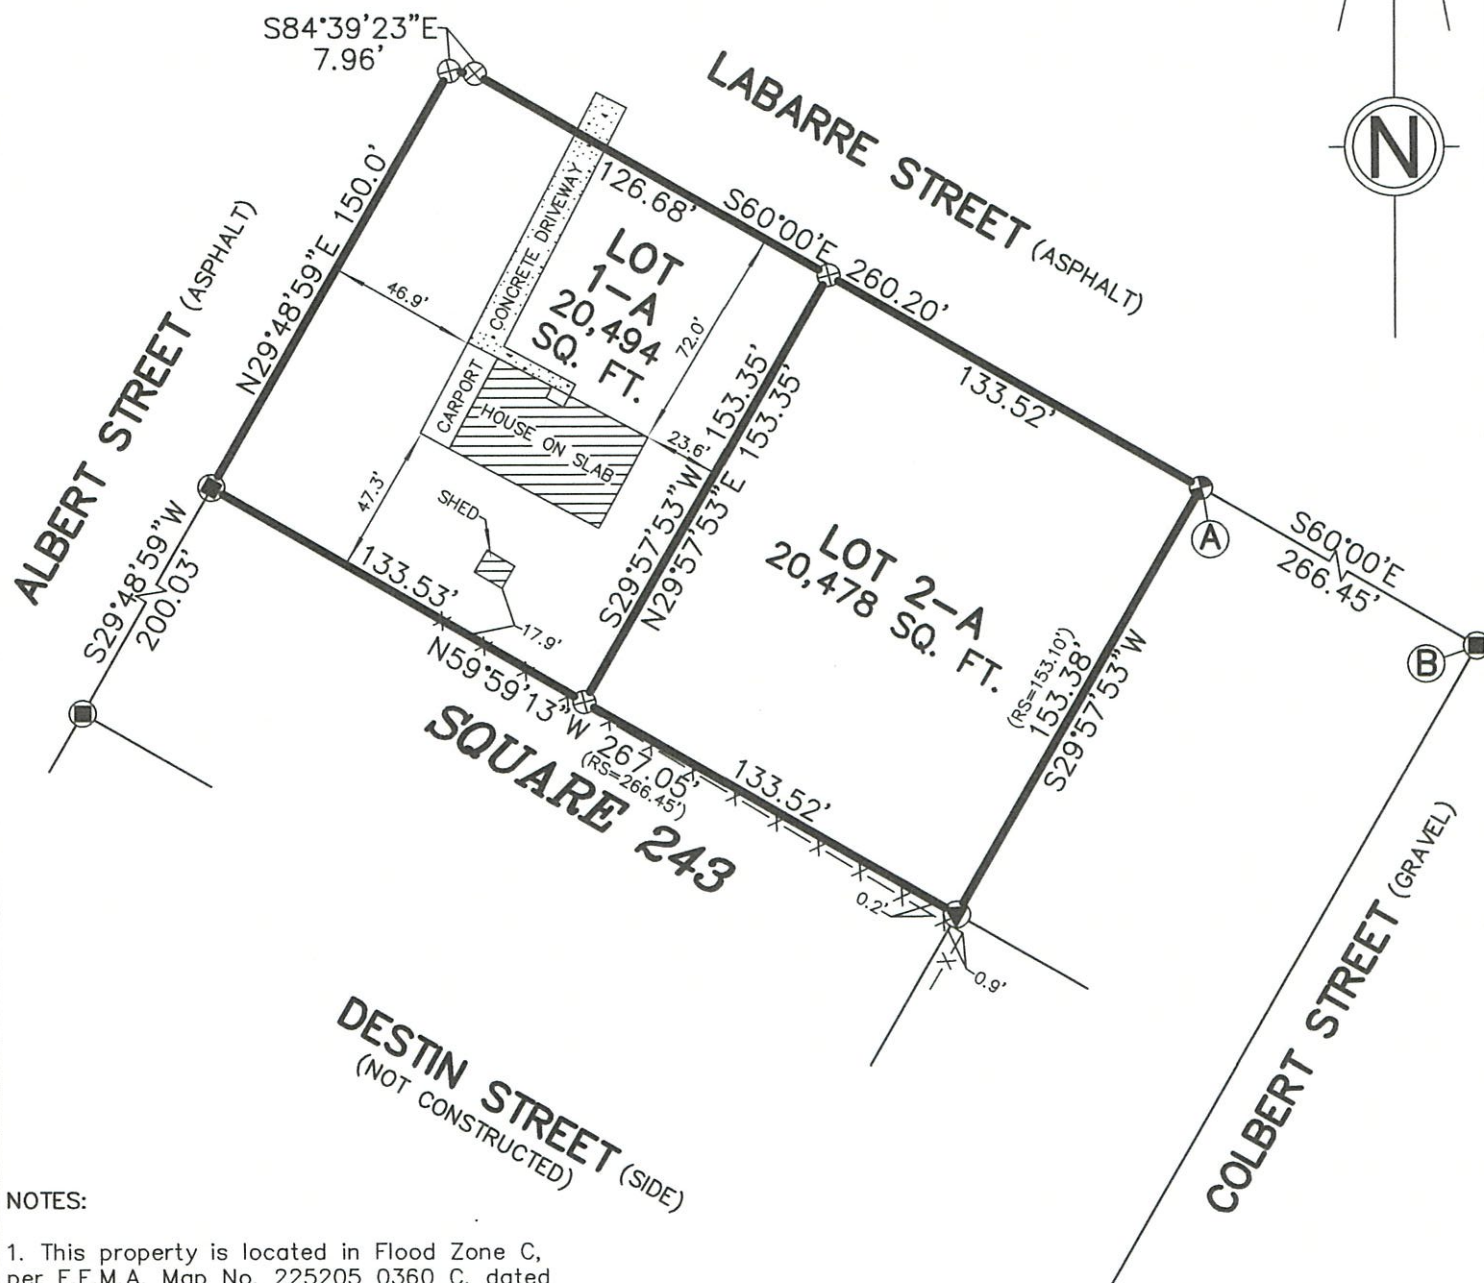 S84°39'23"E
7.96'
N
LABARRE STREET (ASPHALT)
126.68'
S60°00'E
260.20'
133.52'
N29°48'59"E 150.0'
ALBERT STREET (ASPHALT)
CONCRETE DRIVEWAY
LOT
1-A
20,494
SQ. FT.
46.9'
72.0'
CARPORT
HOUSE ON SLAB
23.6'
S29°57'53"W 153.35'
N29°57'53"E 153.35'
47.3'
SHED
17.9'
LOT 2-A
20,478 SQ. FT.
A
S60°00'E
266.45'
B
S29°48'59"W
200.03'
133.53'
N59°59'13"W
267.05'
(RS=266.45')
133.52'
(RS=153.10')
153.38'
S29°57'53"W
SQUARE 243
0.2'
0.9'
COLBERT STREET (GRAVEL)
DESTIN STREET (SIDE)
(NOT CONSTRUCTED)
NOTES:
1. This property is located in Flood Zone C,
per F.E.M.A. Map No. 225205 0360 C, dated